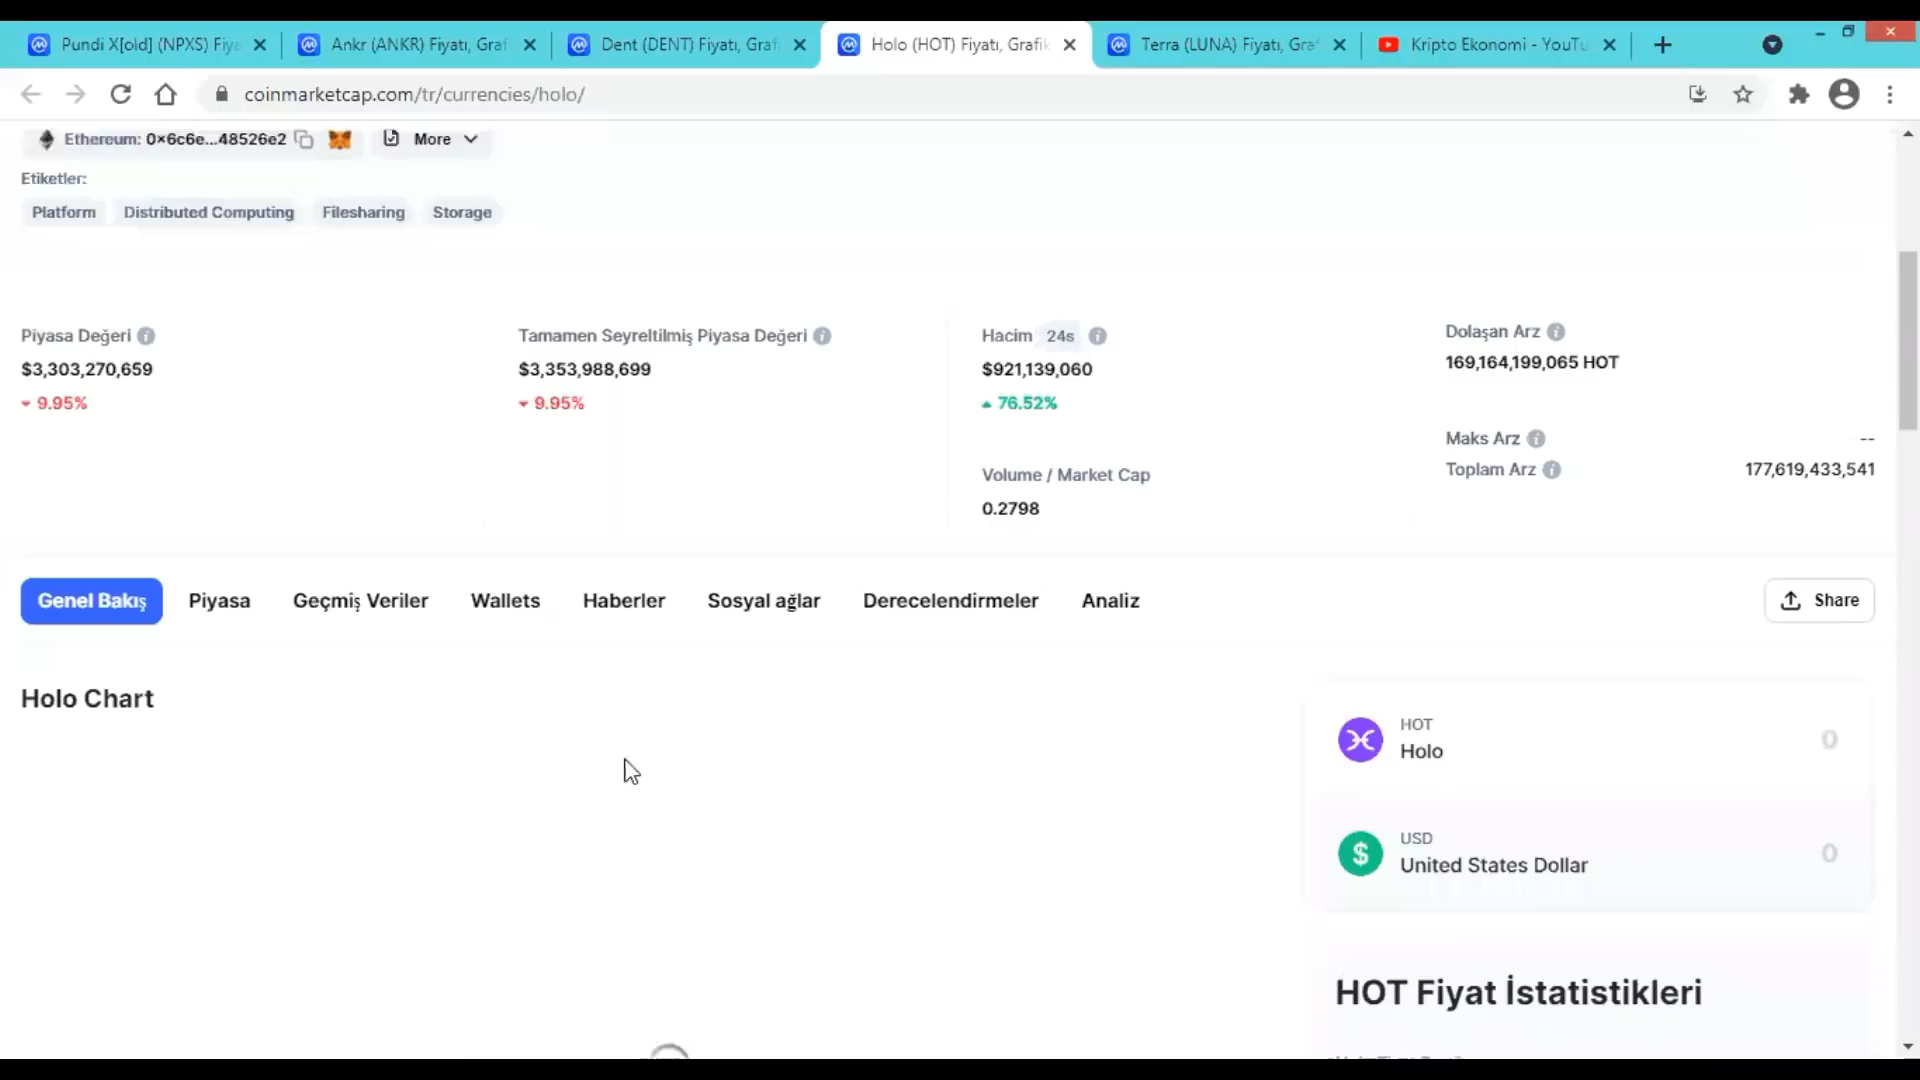 Pundi X[old] (NPXS) Fiya
Ankr (ANKR) Fiyatı, Graf
Dent (DENT) Fiyatı, Grafi
Holo (HOT) Fiyatı, Grafik
Terra (LUNA) Fiyatı, Graf
Kripto Ekonomi - YouTu
coinmarketcap.com/tr/currencies/holo/
Ethereum: 0x6c6e...48526e2
More
Etiketler:
Platform
Distributed Computing
Filesharing
Storage
Piyasa Değeri
$3,303,270,659
9.95%
Tamamen Seyreltilmiş Piyasa Değeri
$3,353,988,699
9.95%
Hacim 24s
$921,139,060
76.52%
Volume / Market Cap
0.2798
Dolaşan Arz
169,164,199,065 HOT
Maks Arz --
Toplam Arz 177,619,433,541
Genel Bakış
Piyasa
Geçmiş Veriler
Wallets
Haberler
Sosyal ağlar
Derecelendirmeler
Analiz
Share
Holo Chart
HOT
Holo
0
USD
United States Dollar
0
HOT Fiyat İstatistikleri